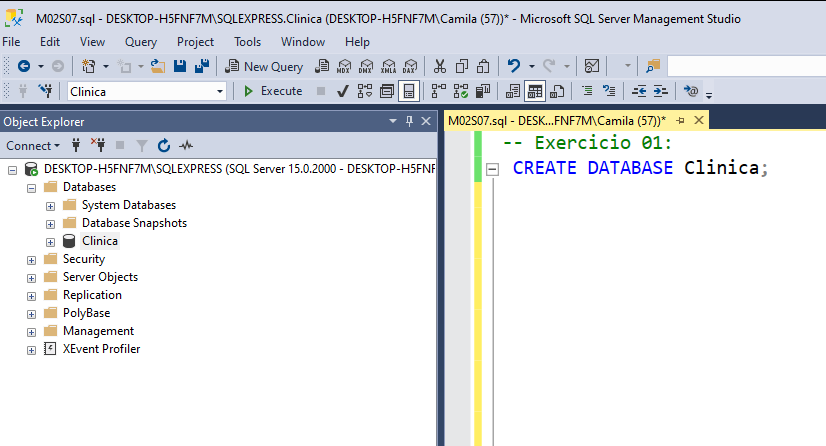 M02S07.sql - DESKTOP-H5FNF7M\SQLEXPRESS.Clinica (DESKTOP-H5FNF7M\Camila (57))* - Microsoft SQL Server Management Studio
File Edit View Query Project Tools Window Help
New Query MDX DMX XMLA DAX
Clinica Execute
Object Explorer
M02S07.sql - DESK...FNF7M\Camila (57))*
Connect
DESKTOP-H5FNF7M\SQLEXPRESS (SQL Server 15.0.2000 - DESKTOP-H5FNF
Databases
System Databases
Database Snapshots
Clinica
Security
Server Objects
Replication
PolyBase
Management
XEvent Profiler
-- Exercicio 01:
CREATE DATABASE Clinica;